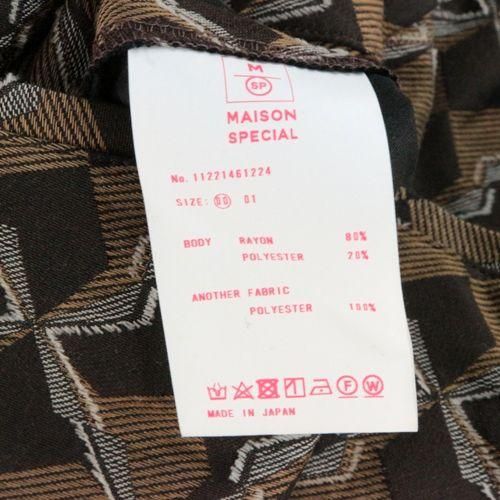 M
SP
MAISON
SPECIAL
No. 11221461224
SIZE: 00 01
BODY RAYON 80%
POLYESTER 20%
ANOTHER FABRIC
POLYESTER 100%
F W
MADE IN JAPAN